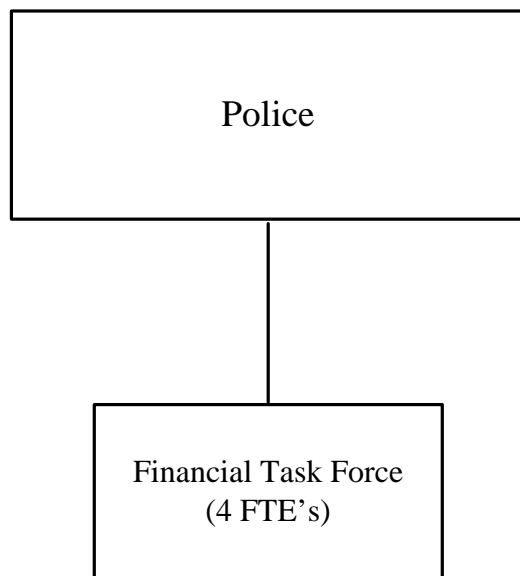 Police
Financial Task Force
(4 FTE’s)